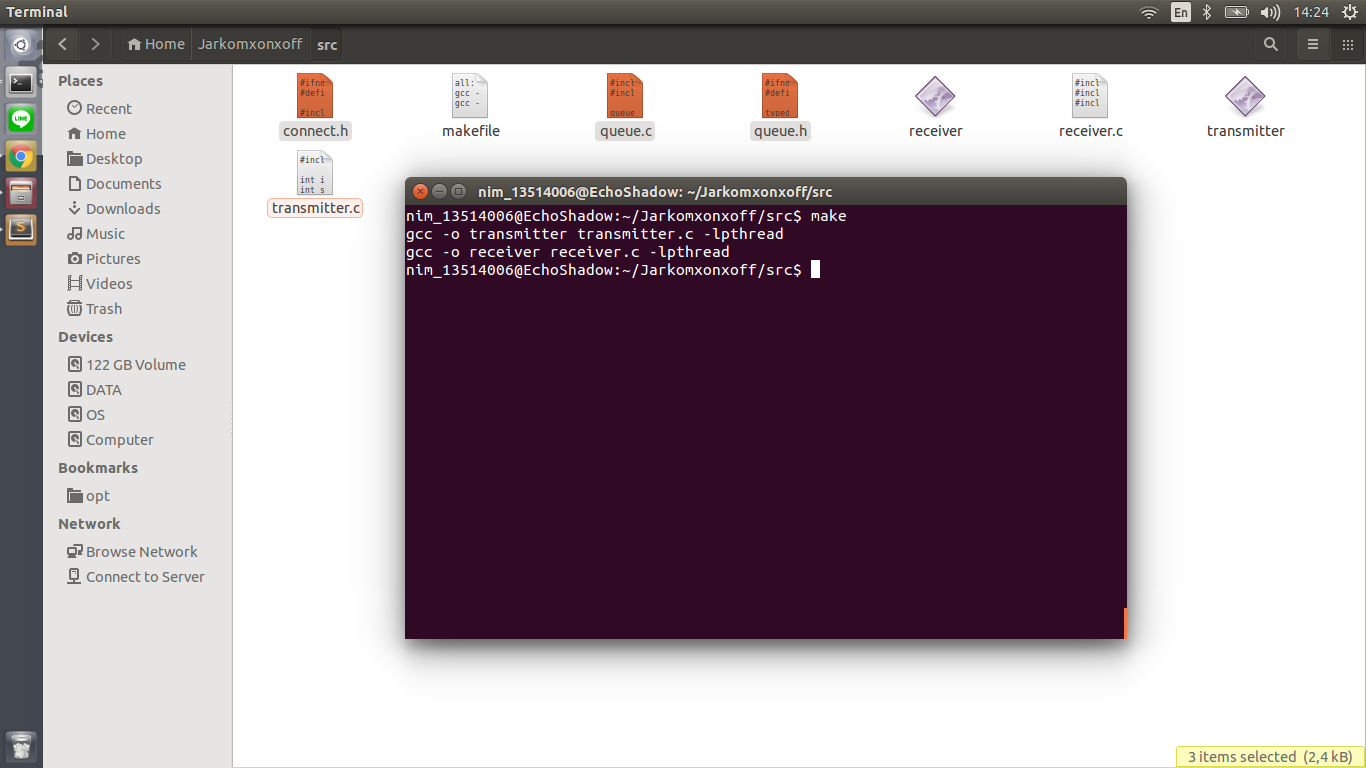 Terminal
En
14:24
Home
Jarkomxonxoff
src
Places
Recent
Home
Desktop
Documents
Downloads
Music
Pictures
Videos
Trash
Devices
122 GB Volume
DATA
OS
Computer
Bookmarks
opt
Network
Browse Network
Connect to Server
#ifnd
#defi
#incl
connect.h
all:
gcc -
gcc -
makefile
#incl
#incl
queue
queue.c
#ifnd
#defi
typed
queue.h
receiver
#incl
#incl
#incl
receiver.c
transmitter
#incl
int i
int s
transmitter.c
nim_13514006@EchoShadow: ~/Jarkomxonxoff/src
nim_13514006@EchoShadow:~/Jarkomxonxoff/src$ make
gcc -o transmitter transmitter.c -lpthread
gcc -o receiver receiver.c -lpthread
nim_13514006@EchoShadow:~/Jarkomxonxoff/src$
3 items selected (2,4 kB)